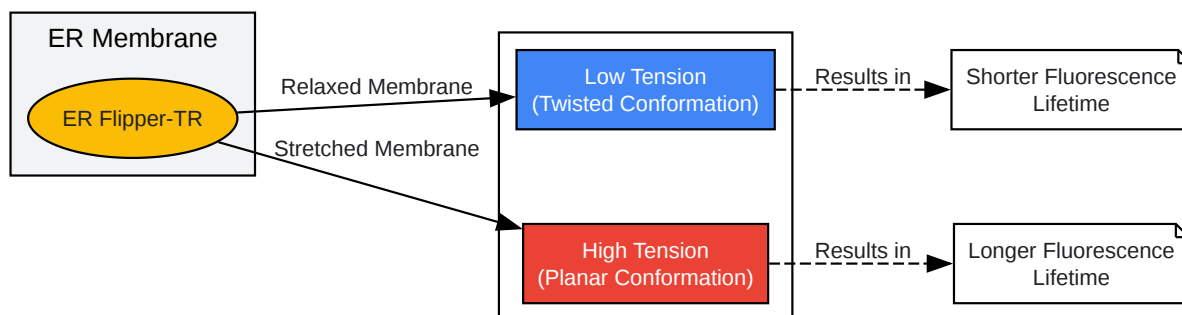 ER Membrane
ER Flipper-TR
Relaxed Membrane
Stretched Membrane
Low Tension
(Twisted Conformation)
Results in
Shorter Fluorescence
Lifetime
High Tension
(Planar Conformation)
Results in
Longer Fluorescence
Lifetime